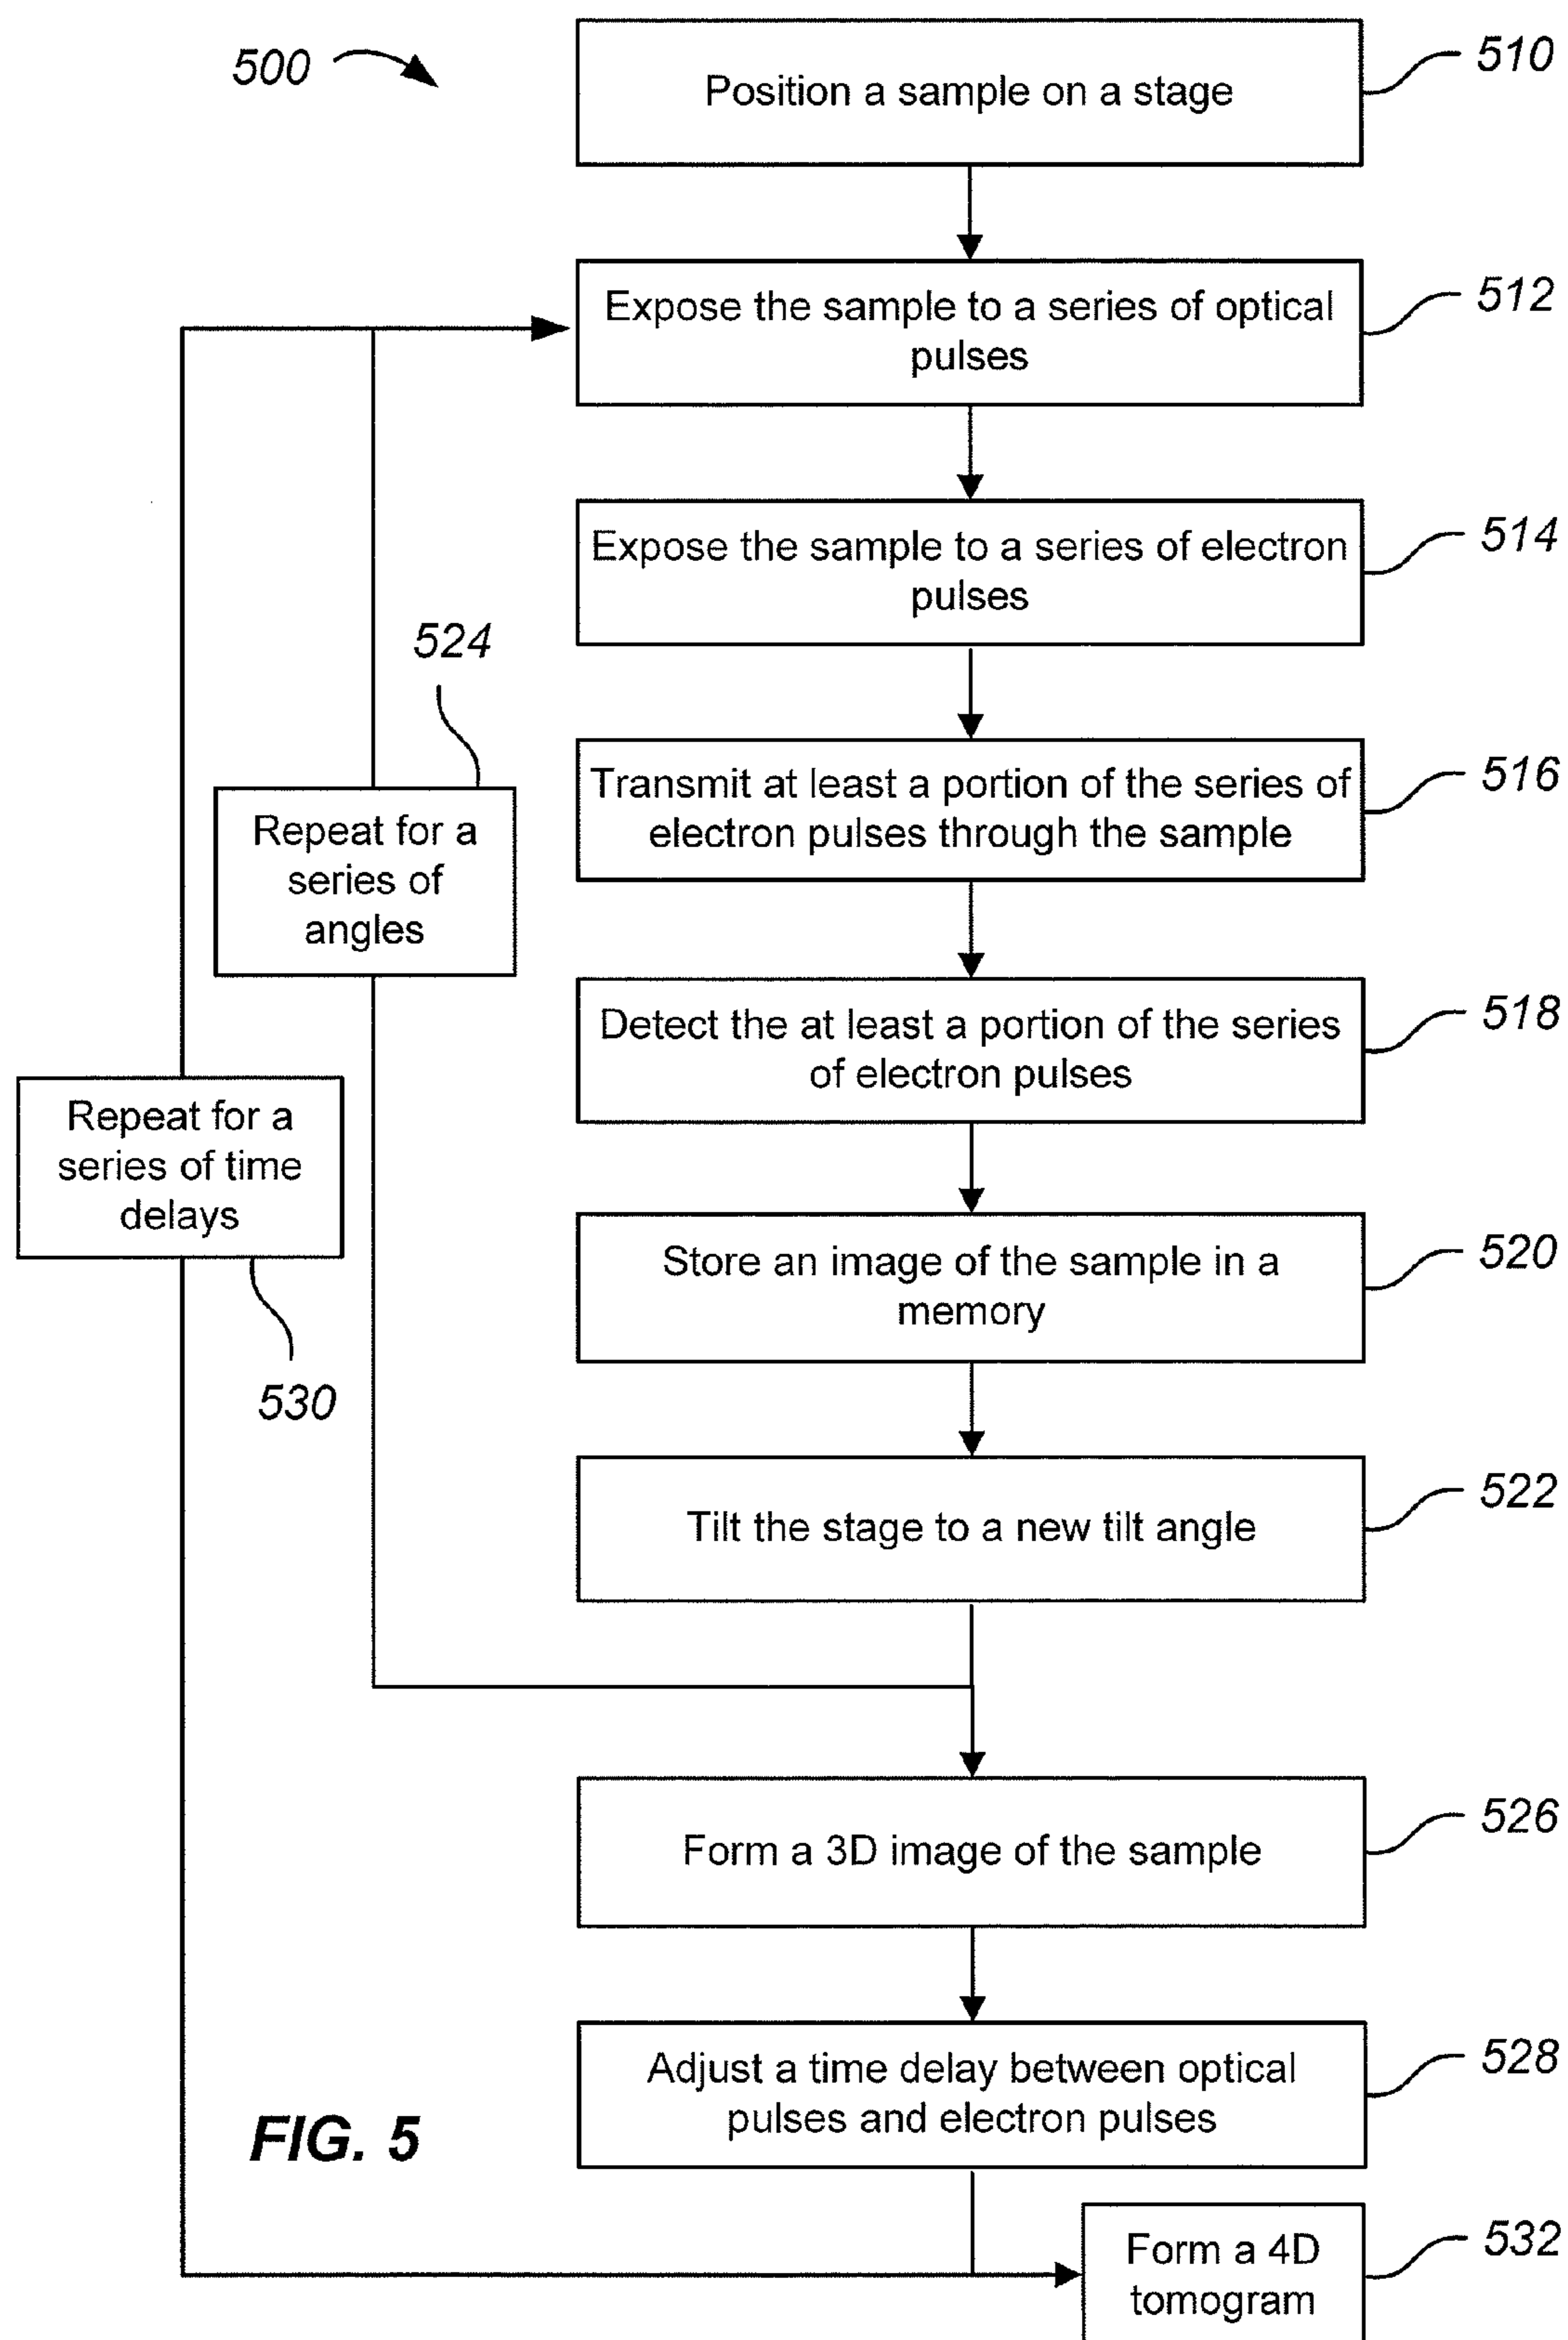 500
Position a sample on a stage
510
Expose the sample to a series of optical
pulses
512
Expose the sample to a series of electron
pulses
514
524
Repeat for a
series of
angles
Transmit at least a portion of the series of
electron pulses through the sample
516
Detect the at least a portion of the series
of electron pulses
518
Repeat for a
series of time
delays
530
Store an image of the sample in a
memory
520
Tilt the stage to a new tilt angle
522
Form a 3D image of the sample
526
Adjust a time delay between optical
pulses and electron pulses
528
FIG. 5
Form a 4D
tomogram
532